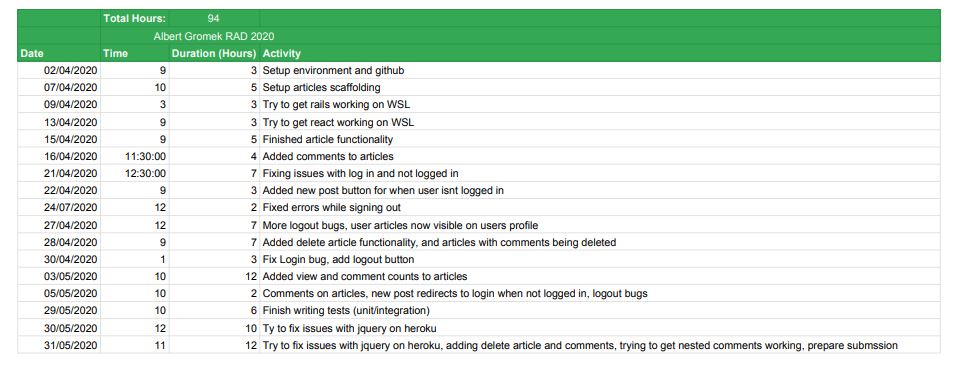 Total Hours: 94
Albert Gromek RAD 2020
Date Time Duration (Hours) Activity
02/04/2020 9 3 Setup environment and github
07/04/2020 10 5 Setup articles scaffolding
09/04/2020 3 3 Try to get rails working on WSL
13/04/2020 9 3 Try to get react working on WSL
15/04/2020 9 5 Finished article functionality
16/04/2020 11:30:00 4 Added comments to articles
21/04/2020 12:30:00 7 Fixing issues with log in and not logged in
22/04/2020 9 3 Added new post button for when user isnt logged in
24/07/2020 12 2 Fixed errors while signing out
27/04/2020 12 7 More logout bugs, user articles now visible on users profile
28/04/2020 9 7 Added delete article functionality, and articles with comments being deleted
30/04/2020 1 3 Fix Login bug, add logout button
03/05/2020 10 12 Added view and comment counts to articles
05/05/2020 10 2 Comments on articles, new post redirects to login when not logged in, logout bugs
29/05/2020 10 6 Finish writing tests (unit/integration)
30/05/2020 12 10 Ty to fix issues with jquery on heroku
31/05/2020 11 12 Try to fix issues with jquery on heroku, adding delete article and comments, trying to get nested comments working, prepare submssion